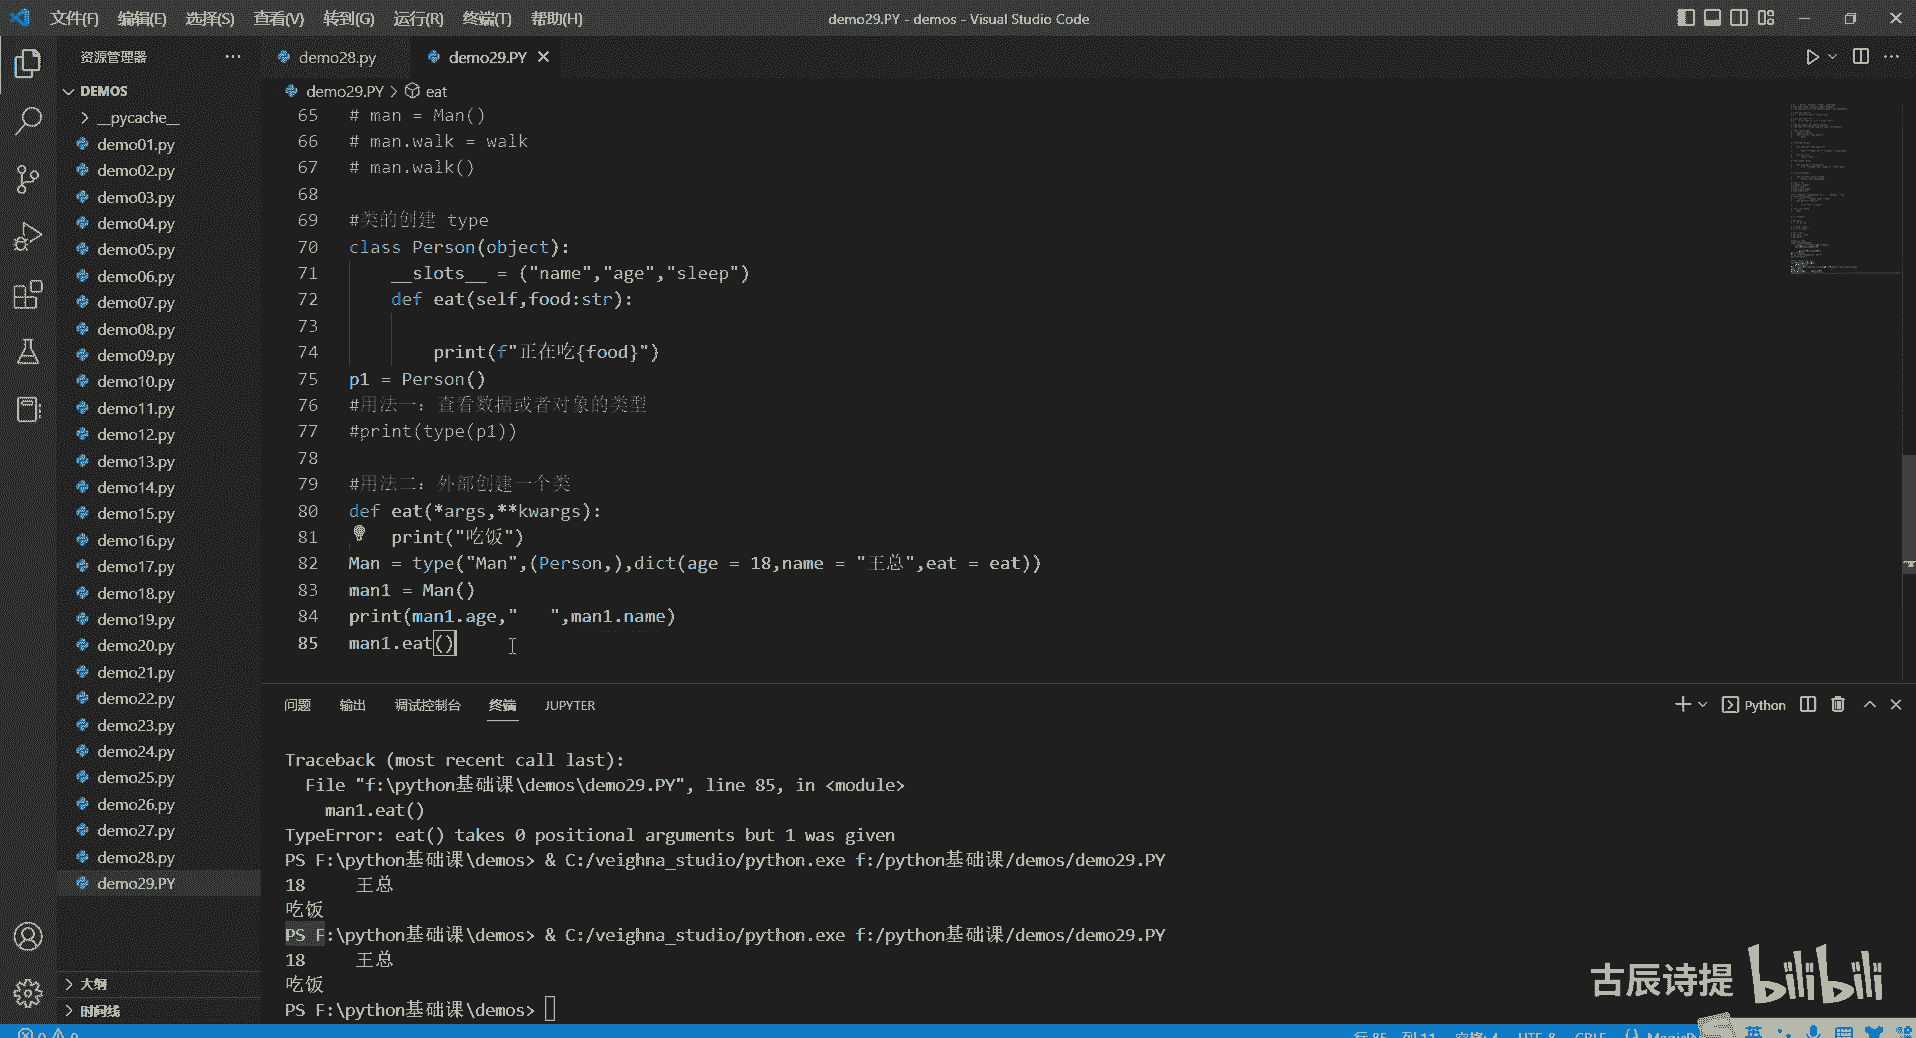 文件(F) 编辑(E) 选择(S) 查看(V) 转到(G) 运行(R) 终端(T) 帮助(H) demo29.PY - demos - Visual Studio Code
资源管理器 demo28.py demo29.PY
DEMOS
demo29.PY > eat
__pycache__
demo01.py
demo02.py
demo03.py
demo04.py
demo05.py
demo06.py
demo07.py
demo08.py
demo09.py
demo10.py
demo11.py
demo12.py
demo13.py
demo14.py
demo15.py
demo16.py
demo17.py
demo18.py
demo19.py
demo20.py
demo21.py
demo22.py
demo23.py
demo24.py
demo25.py
demo26.py
demo27.py
demo28.py
demo29.PY
大纲
时间线
65 # man = Man()
66 # man.walk = walk
67 # man.walk()
68
69 #类的创建 type
70 class Person(object):
71 __slots__ = ("name","age","sleep")
72 def eat(self,food:str):
73
74 print(f"正在吃{food}")
75 p1 = Person()
76 #用法一：查看数据或者对象的类型
77 #print(type(p1))
78
79 #用法二：外部创建一个类
80 def eat(*args,**kwargs):
81 print("吃饭")
82 Man = type("Man",(Person,),dict(age = 18,name = "王总",eat = eat))
83 man1 = Man()
84 print(man1.age,"   ",man1.name)
85 man1.eat()
问题 输出 调试控制台 终端 JUPYTER Python
Traceback (most recent call last):
File "f:\python基础课\demos\demo29.PY", line 85, in <module>
man1.eat()
TypeError: eat() takes 0 positional arguments but 1 was given
PS F:\python基础课\demos> & C:/veighna_studio/python.exe f:/python基础课/demos/demo29.PY
18 王总
吃饭
PS F:\python基础课\demos> & C:/veighna_studio/python.exe f:/python基础课/demos/demo29.PY
18 王总
吃饭
PS F:\python基础课\demos>
古辰诗提 bilibili
行 85, 列 11 空格: 4 UTF-8 CRLF 英